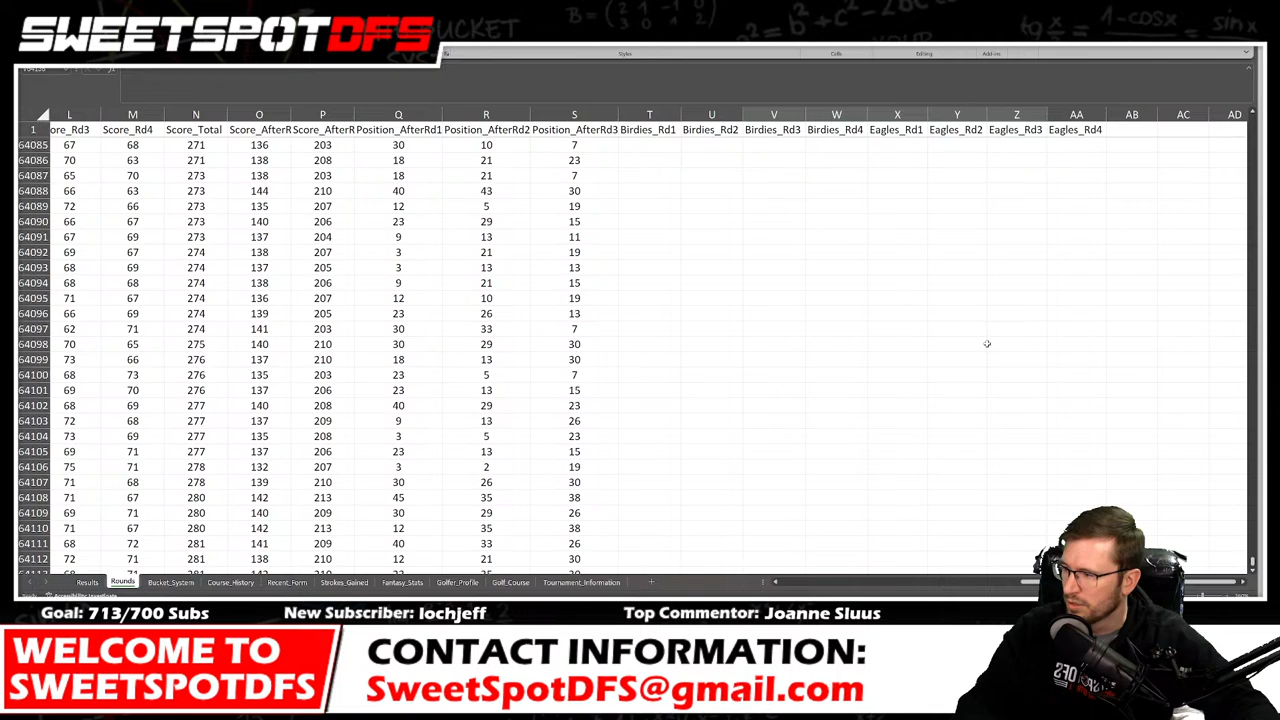 SWEETSPOTDFS
Styles Cells Editing Add-ins
L M N O P Q R S T U V W X Y Z AA AB AC AD
1 ore_Rd3 Score_Rd4 Score_Total Score_AfterR Score_AfterR Position_AfterRd1 Position_AfterRd2 Position_AfterRd3 Birdies_Rd1 Birdies_Rd2 Birdies_Rd3 Birdies_Rd4 Eagles_Rd1 Eagles_Rd2 Eagles_Rd3 Eagles_Rd4
64085 67 68 271 136 203 30 10 7
64086 70 63 271 138 208 18 21 23
64087 65 70 273 138 203 18 21 7
64088 66 63 273 144 210 40 43 30
64089 72 66 273 135 207 12 5 19
64090 66 67 273 140 206 23 29 15
64091 67 69 273 137 204 9 13 11
64092 69 67 274 138 207 3 21 19
64093 68 69 274 137 205 3 13 13
64094 68 68 274 138 206 9 21 15
64095 71 67 274 136 207 12 10 19
64096 66 69 274 139 205 23 26 13
64097 62 71 274 141 203 30 33 7
64098 70 65 275 140 210 30 29 30
64099 73 66 276 137 210 18 13 30
64100 68 73 276 135 203 23 5 7
64101 69 70 276 137 206 23 13 15
64102 68 69 277 140 208 40 29 23
64103 72 68 277 137 209 9 13 26
64104 73 69 277 135 208 3 5 23
64105 69 71 277 137 206 23 13 15
64106 75 71 278 132 207 3 2 19
64107 71 68 278 139 210 30 26 30
64108 71 67 280 142 213 45 35 38
64109 69 71 280 140 209 30 29 26
64110 71 67 280 142 213 12 35 38
64111 68 72 281 141 209 40 33 26
64112 72 71 281 138 210 12 21 30
Results Rounds Bucket_System Course_History Recent_Form Strokes_Gained Fantasy_Stats Golfer_Profile Golf_Course Tournament_Information
Goal: 713/700 Subs New Subscriber: lochjeff Top Commentor: Joanne Sluus
WELCOME TO
SWEETSPOTDFS
CONTACT INFORMATION:
SweetSpotDFS@gmail.com